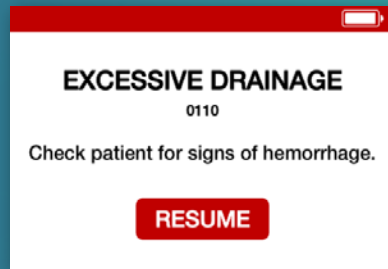 EXCESSIVE DRAINAGE
0110
Check patient for signs of hemorrhage.
RESUME